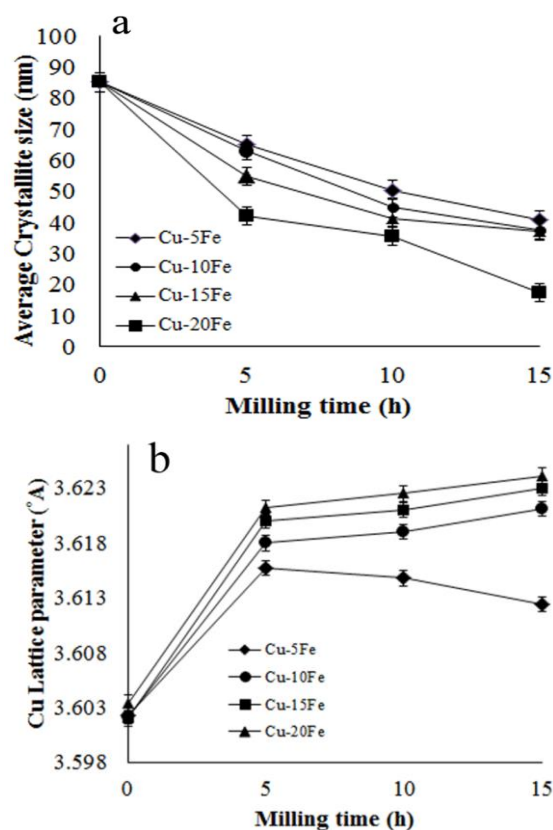 a
Average Crystallite size (nm)
100
90
80
70
60
50
40
30
20
10
0
Cu-5Fe
Cu-10Fe
Cu-15Fe
Cu-20Fe
0 5 10 15
Milling time (h)
b
Cu Lattice parameter (°A)
3.623
3.618
3.613
3.608
3.603
3.598
Cu-5Fe
Cu-10Fe
Cu-15Fe
Cu-20Fe
0 5 10 15
Milling time (h)